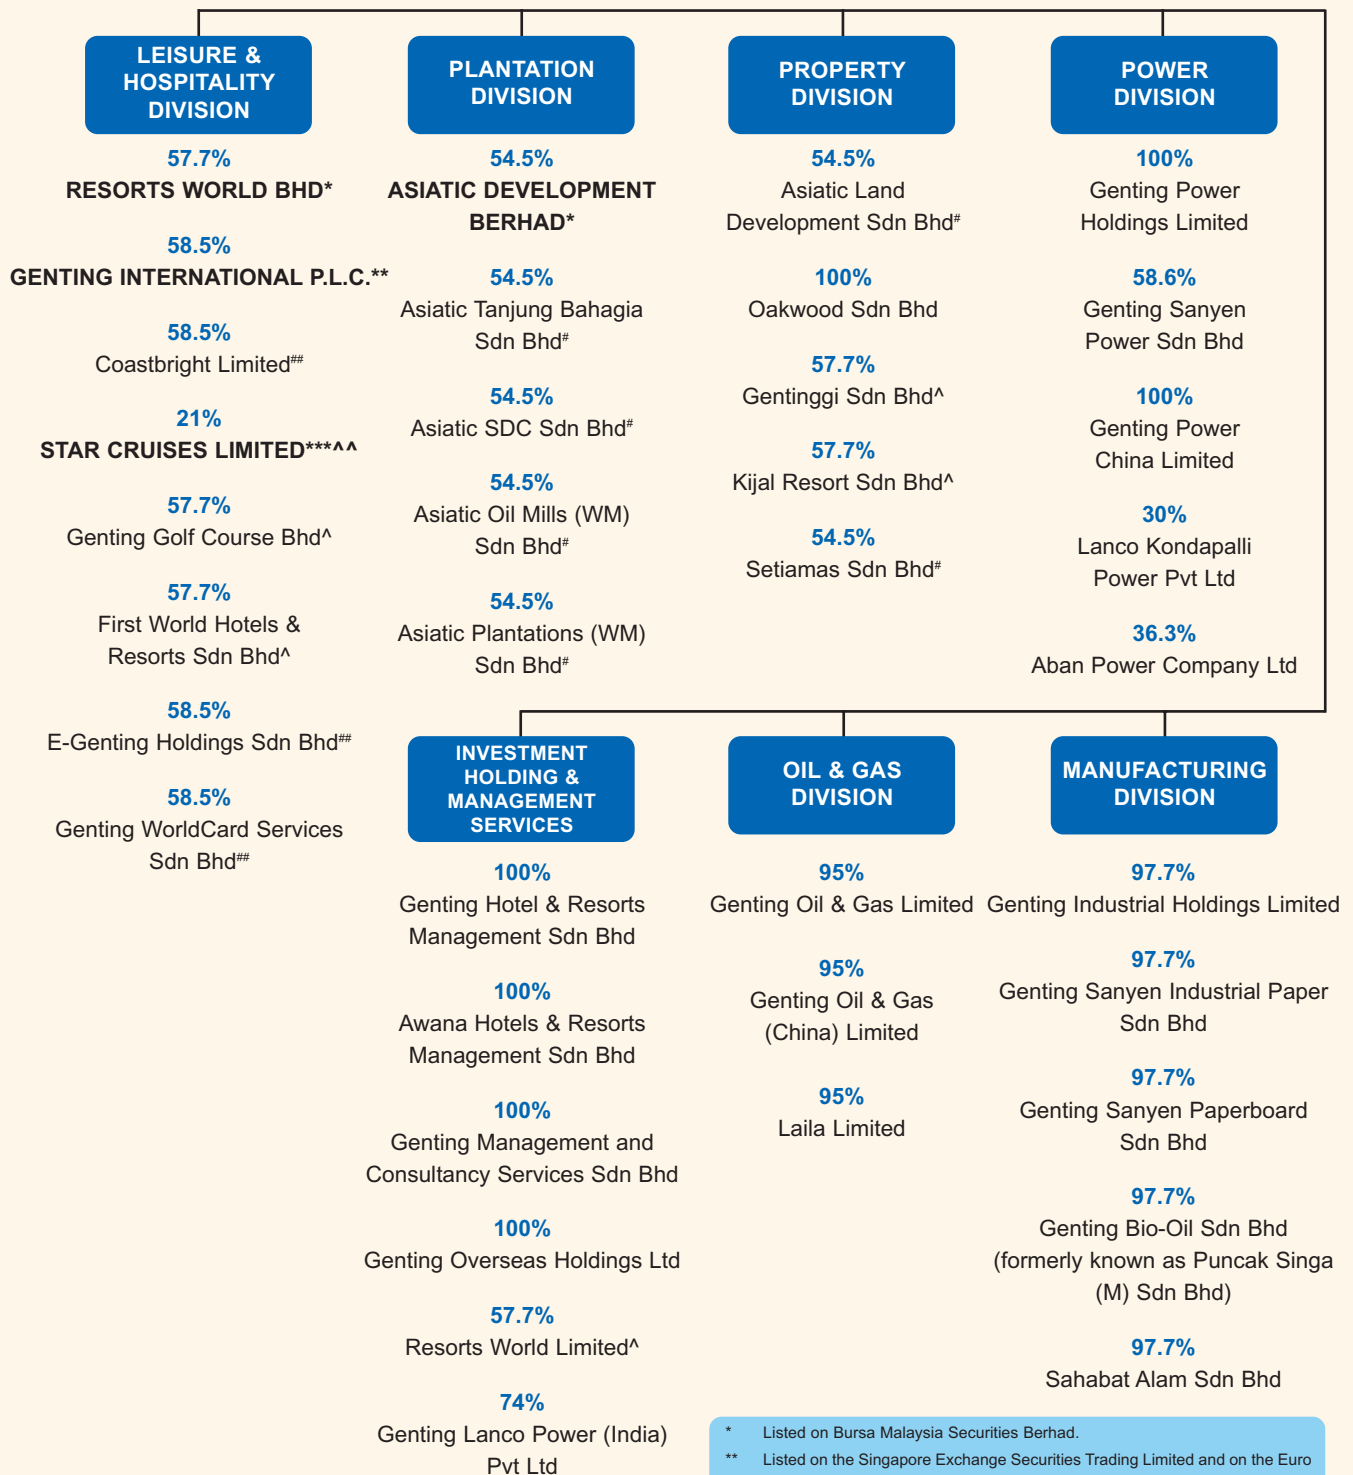 LEISURE &
HOSPITALITY
DIVISION
57.7%
RESORTS WORLD BHD*
58.5%
GENTING INTERNATIONAL P.L.C.**
58.5%
Coastbright Limited##
21%
STAR CRUISES LIMITED***^^
57.7%
Genting Golf Course Bhd^
57.7%
First World Hotels &
Resorts Sdn Bhd^
58.5%
E-Genting Holdings Sdn Bhd##
58.5%
Genting WorldCard Services
Sdn Bhd##
PLANTATION
DIVISION
54.5%
ASIATIC DEVELOPMENT
BERHAD*
54.5%
Asiatic Tanjung Bahagia
Sdn Bhd#
54.5%
Asiatic SDC Sdn Bhd#
54.5%
Asiatic Oil Mills (WM)
Sdn Bhd#
54.5%
Asiatic Plantations (WM)
Sdn Bhd#
PROPERTY
DIVISION
54.5%
Asiatic Land
Development Sdn Bhd#
100%
Oakwood Sdn Bhd
57.7%
Gentinggi Sdn Bhd^
57.7%
Kijal Resort Sdn Bhd^
54.5%
Setiamas Sdn Bhd#
POWER
DIVISION
100%
Genting Power
Holdings Limited
58.6%
Genting Sanyen
Power Sdn Bhd
100%
Genting Power
China Limited
30%
Lanco Kondapalli
Power Pvt Ltd
36.3%
Aban Power Company Ltd
INVESTMENT
HOLDING &
MANAGEMENT
SERVICES
100%
Genting Hotel & Resorts
Management Sdn Bhd
100%
Awana Hotels & Resorts
Management Sdn Bhd
100%
Genting Management and
Consultancy Services Sdn Bhd
100%
Genting Overseas Holdings Ltd
57.7%
Resorts World Limited^
74%
Genting Lanco Power (India)
Pvt Ltd
OIL & GAS
DIVISION
95%
Genting Oil & Gas Limited
95%
Genting Oil & Gas
(China) Limited
95%
Laila Limited
MANUFACTURING
DIVISION
97.7%
Genting Industrial Holdings Limited
97.7%
Genting Sanyen Industrial Paper
Sdn Bhd
97.7%
Genting Sanyen Paperboard
Sdn Bhd
97.7%
Genting Bio-Oil Sdn Bhd
(formerly known as Puncak Singa
(M) Sdn Bhd)
97.7%
Sahabat Alam Sdn Bhd
* Listed on Bursa Malaysia Securities Berhad.
** Listed on the Singapore Exchange Securities Trading Limited and on the Euro